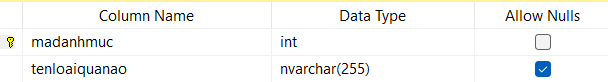 Column Name Data Type Allow Nulls
madanhmuc int
tenloaiquanao nvarchar(255)